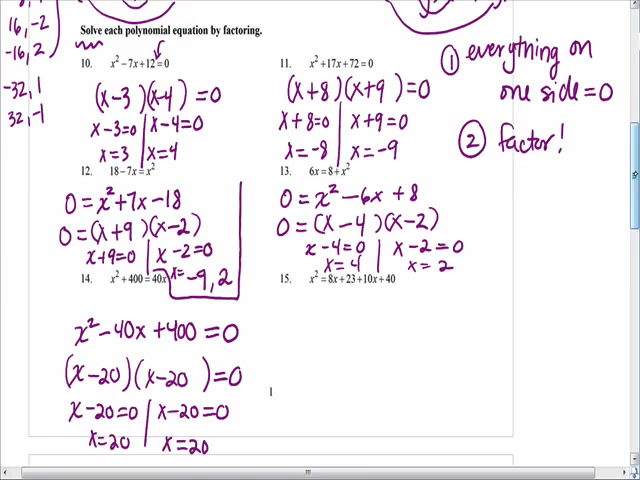 16, -2
-16, 2
-32, 1
32, -1
Solve each polynomial equation by factoring.
10. x² – 7x + 12 = 0
(x-3)(x-4) = 0
x-3=0 | x-4=0
x=3 | x=4
11. x² + 17x + 72 = 0
(x+8)(x+9) = 0
x+8=0 | x+9=0
x=-8 | x=-9
① everything on
one side = 0
② factor!
12. 18 – 7x = x²
0 = x² + 7x - 18
0 = (x+9)(x-2)
x+9=0 | x-2=0
x= -9, 2
13. 6x = 8 + x²
0 = x² - 6x + 8
0 = (x-4)(x-2)
x-4=0 | x-2=0
x=4 | x=2
14. x² + 400 = 40x
x² - 40x + 400 = 0
(x-20)(x-20) = 0
x-20=0 | x-20=0
x=20 | x=20
15. x² = 8x + 23 + 10x + 40
1